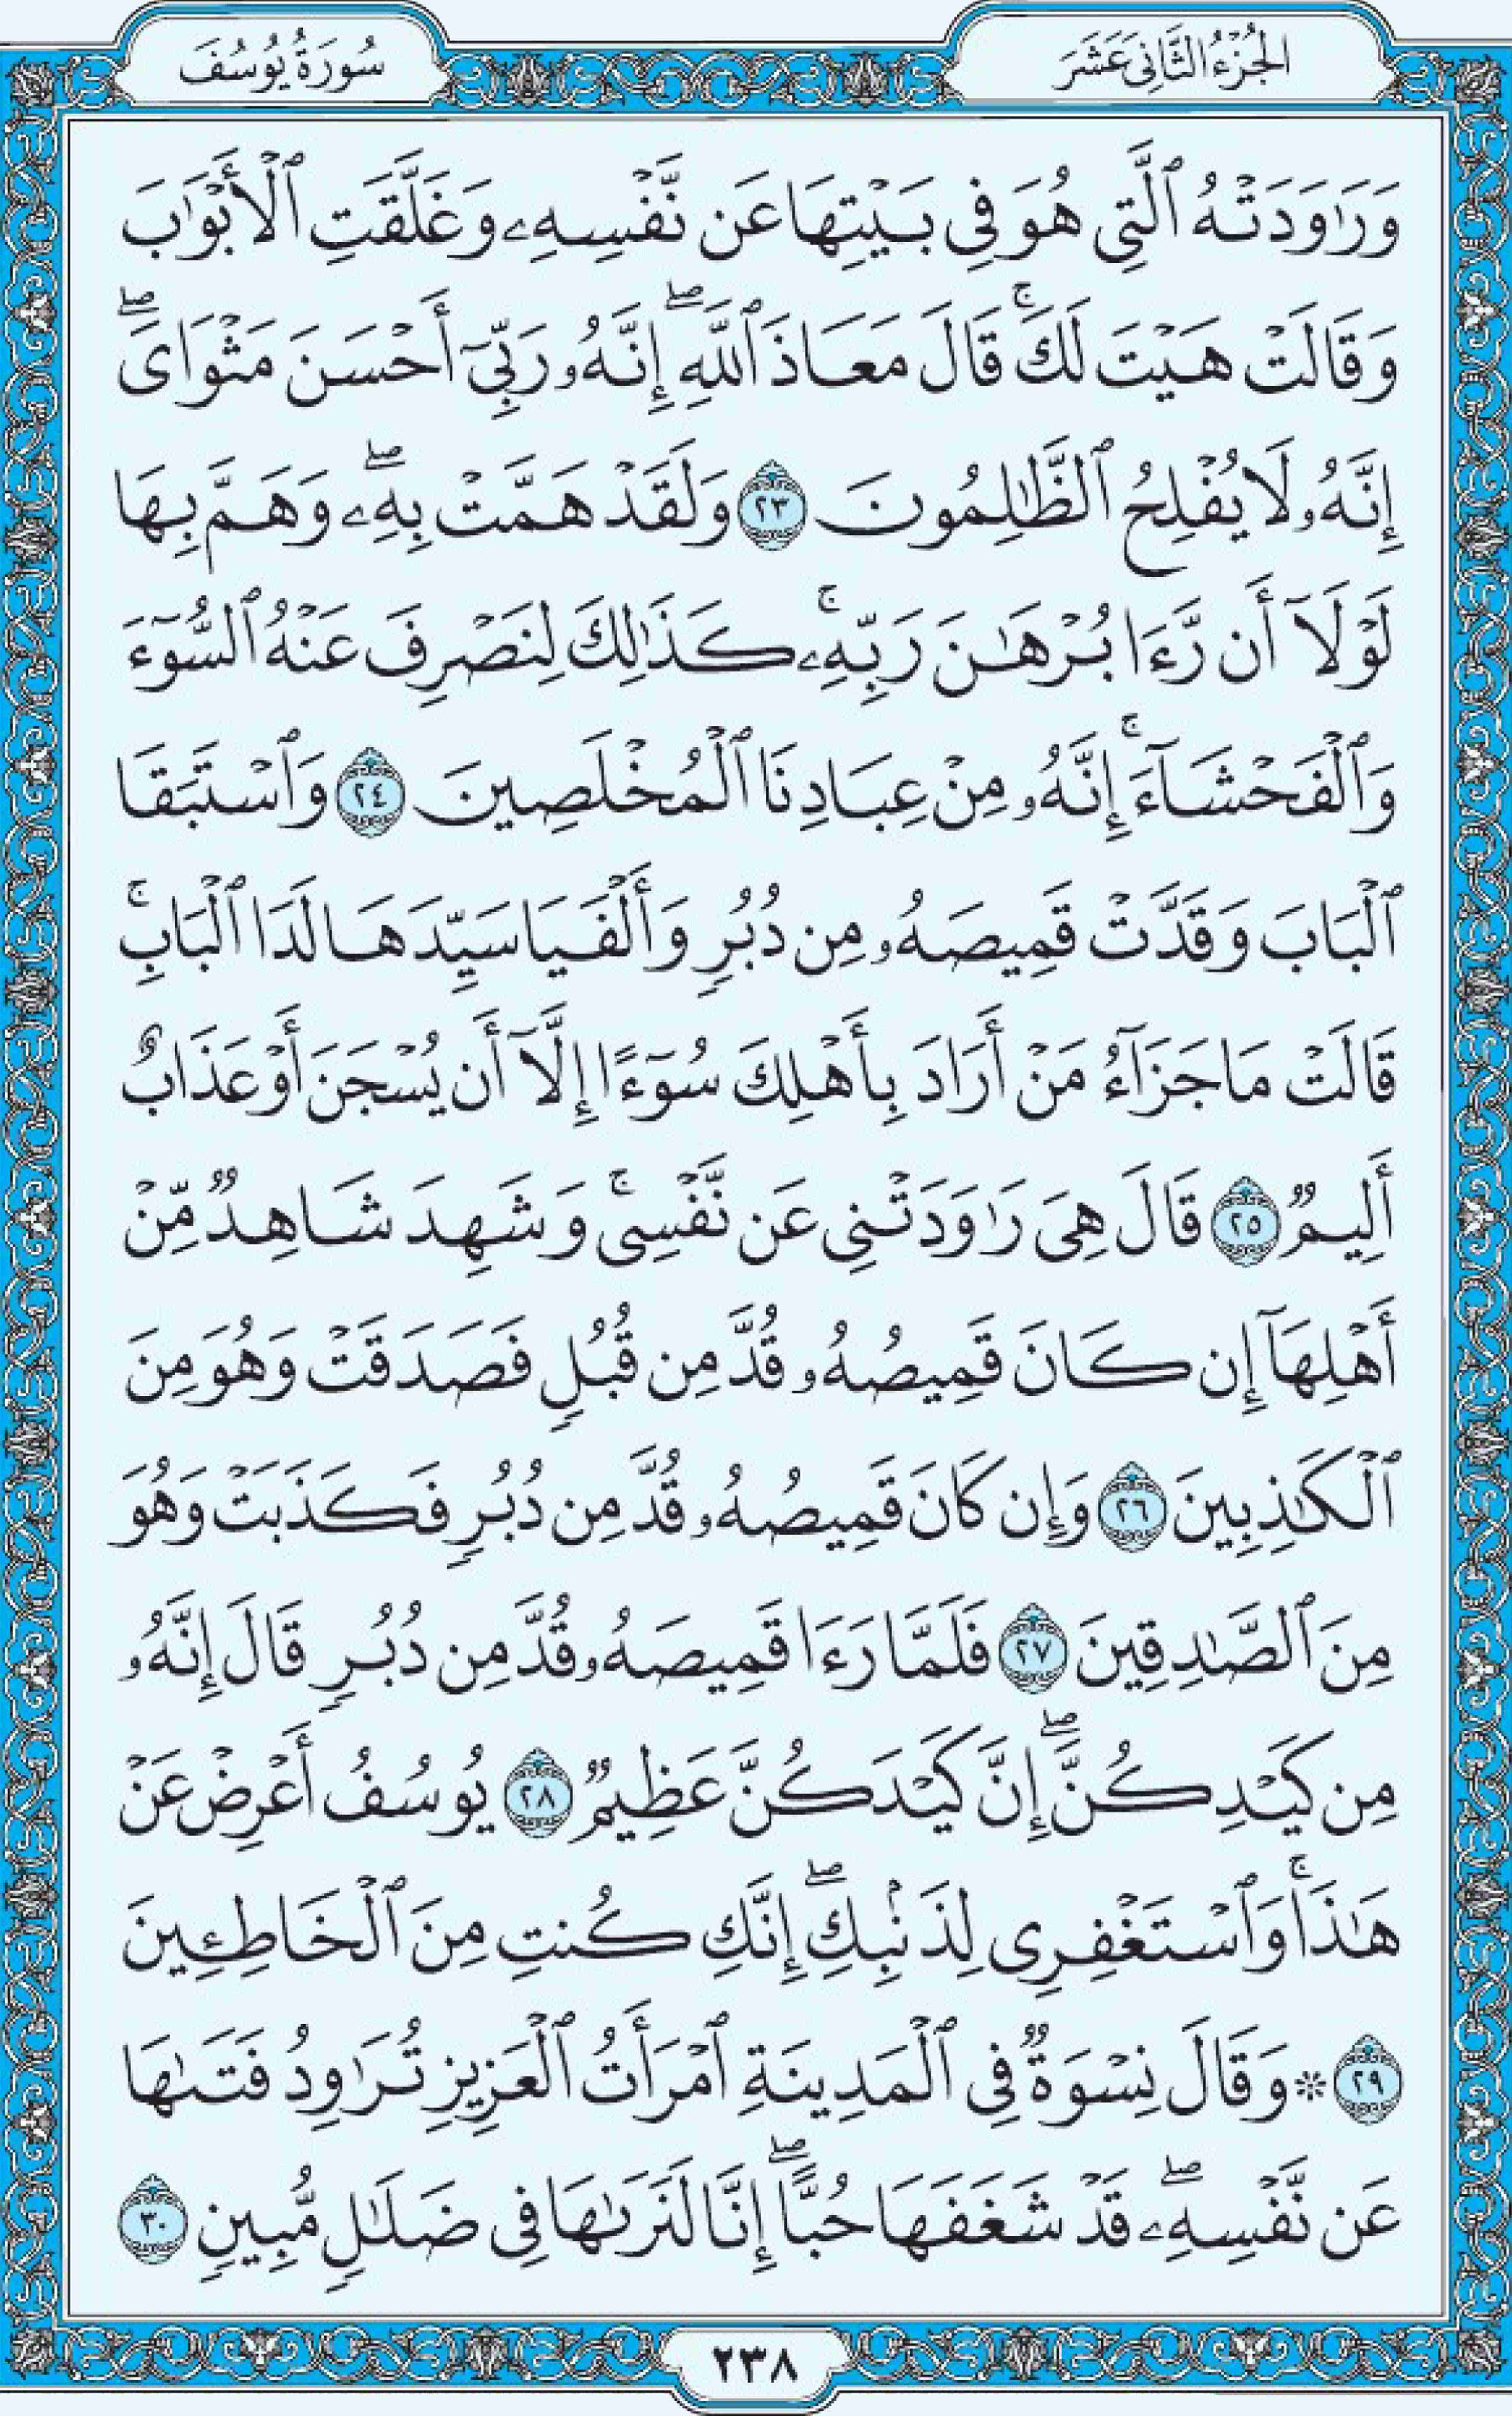 الجُزْءُ الثَّانِي عَشَرَ
سُورَةُ يُوسُفَ
وَرَٰوَدَتْهُ ٱلَّتِى هُوَ فِى بَيْتِهَا عَن نَّفْسِهِۦ وَغَلَّقَتِ ٱلْأَبْوَٰبَ
وَقَالَتْ هَيْتَ لَكَ ۚ قَالَ مَعَاذَ ٱللَّهِ ۖ إِنَّهُۥ رَبِّىٓ أَحْسَنَ مَثْوَاىَ ۖ
إِنَّهُۥ لَا يُفْلِحُ ٱلظَّٰلِمُونَ ٢٣ وَلَقَدْ هَمَّتْ بِهِۦ ۖ وَهَمَّ بِهَا
لَوْلَآ أَن رَّءَا بُرْهَٰنَ رَبِّهِۦ ۚ كَذَٰلِكَ لِنَصْرِفَ عَنْهُ ٱلسُّوٓءَ
وَٱلْفَحْشَآءَ ۚ إِنَّهُۥ مِنْ عِبَادِنَا ٱلْمُخْلَصِينَ ٢٤ وَٱسْتَبَقَا
ٱلْبَابَ وَقَدَّتْ قَمِيصَهُۥ مِن دُبُرٍ وَأَلْفَيَا سَيِّدَهَا لَدَا ٱلْبَابِ ۚ
قَالَتْ مَا جَزَآءُ مَنْ أَرَادَ بِأَهْلِكَ سُوٓءًا إِلَّآ أَن يُسْجَنَ أَوْ عَذَابٌ
أَلِيمٌ ٢٥ قَالَ هِىَ رَٰوَدَتْنِى عَن نَّفْسِى ۚ وَشَهِدَ شَاهِدٌ مِّنْ
أَهْلِهَآ إِن كَانَ قَمِيصُهُۥ قُدَّ مِن قُبُلٍ فَصَدَقَتْ وَهُوَ مِنَ
ٱلْكَٰذِبِينَ ٢٦ وَإِن كَانَ قَمِيصُهُۥ قُدَّ مِن دُبُرٍ فَكَذَبَتْ وَهُوَ
مِنَ ٱلصَّٰدِقِينَ ٢٧ فَلَمَّا رَءَا قَمِيصَهُۥ قُدَّ مِن دُبُرٍ قَالَ إِنَّهُۥ
مِن كَيْدِكُنَّ ۖ إِنَّ كَيْدَكُنَّ عَظِيمٌ ٢٨ يُوسُفُ أَعْرِضْ عَنْ
هَٰذَا ۚ وَٱسْتَغْفِرِى لِذَنۢبِكِ ۖ إِنَّكِ كُنتِ مِنَ ٱلْخَاطِـِٔينَ
٢٩ ۞ وَقَالَ نِسْوَةٌ فِى ٱلْمَدِينَةِ ٱمْرَأَتُ ٱلْعَزِيزِ تُرَٰوِدُ فَتَىٰهَا
عَن نَّفْسِهِۦ ۖ قَدْ شَغَفَهَا حُبًّا ۖ إِنَّا لَنَرَىٰهَا فِى ضَلَٰلٍ مُّبِينٍ ٣٠
٢٣٨